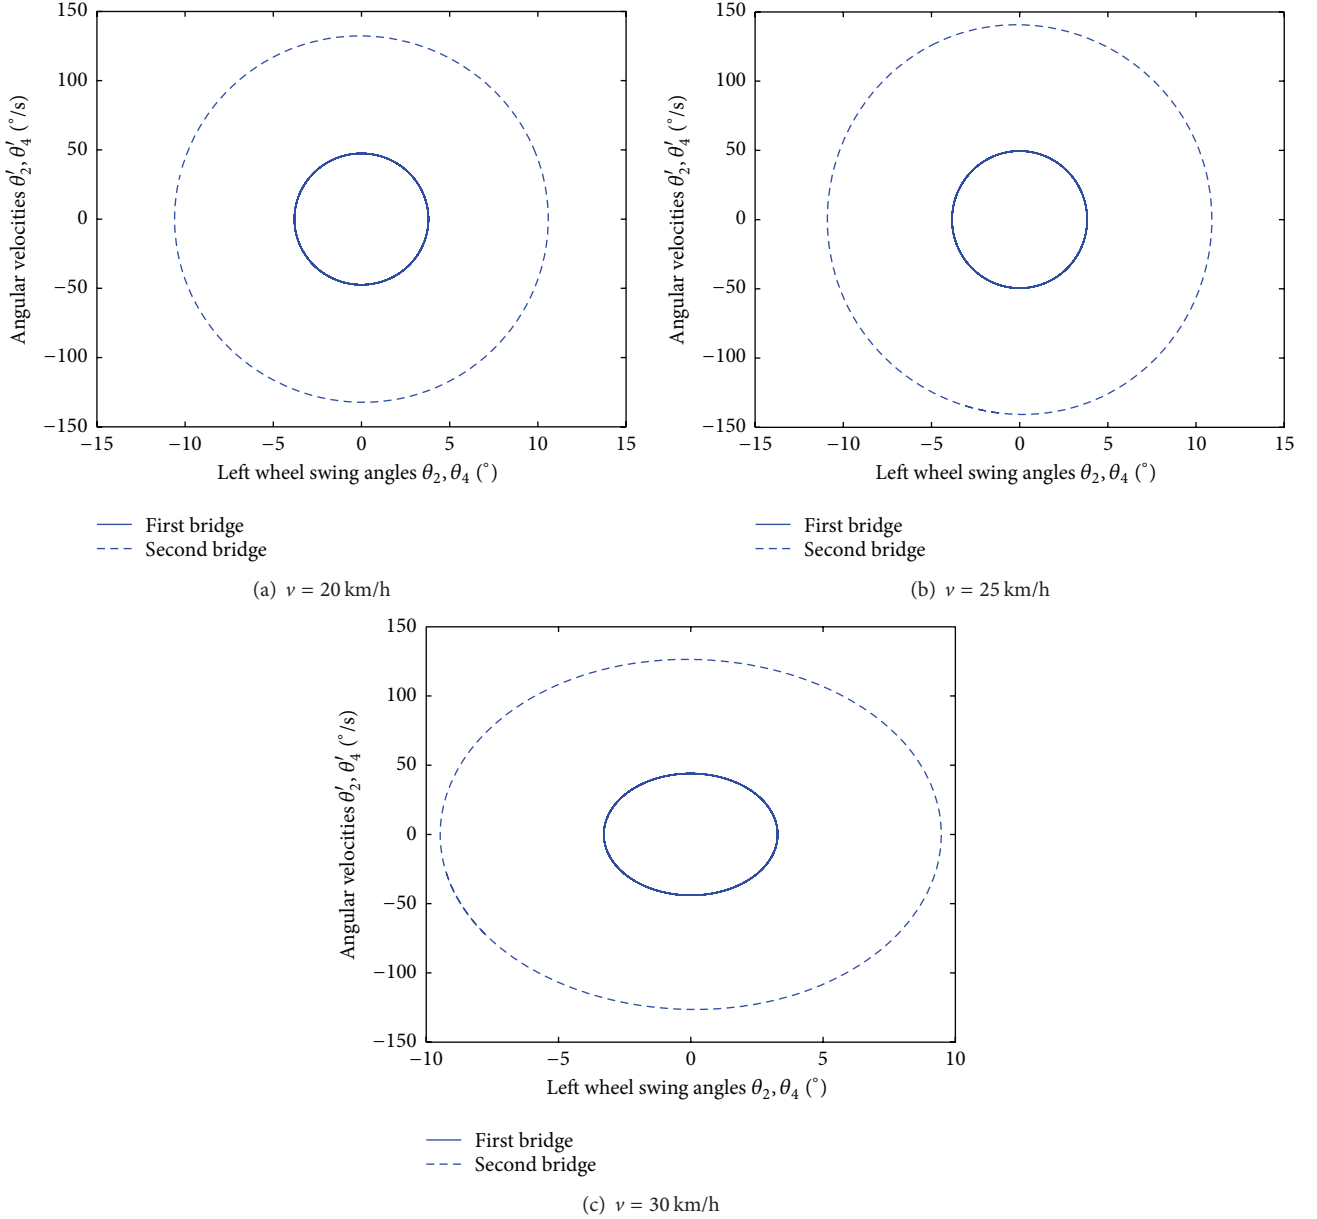 150
100
50
0
−50
−100
−150
−15 −10 −5 0 5 10 15
Angular velocities θ′2, θ′4 (°/s)
Left wheel swing angles θ2, θ4 (°)
First bridge
Second bridge
(a) v = 20 km/h
150
100
50
0
−50
−100
−150
−15 −10 −5 0 5 10 15
Angular velocities θ′2, θ′4 (°/s)
Left wheel swing angles θ2, θ4 (°)
First bridge
Second bridge
(b) v = 25 km/h
150
100
50
0
−50
−100
−150
−10 −5 0 5 10
Angular velocities θ′2, θ′4 (°/s)
Left wheel swing angles θ2, θ4 (°)
First bridge
Second bridge
(c) v = 30 km/h